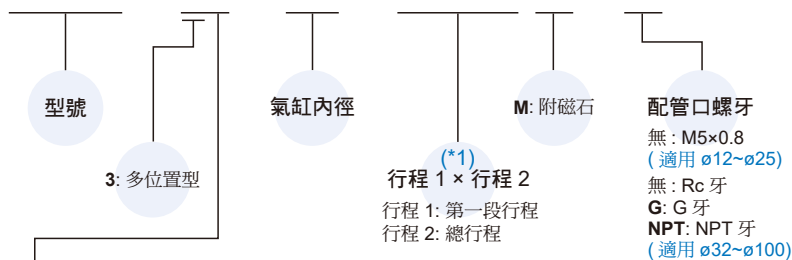 型號
3: 多位置型
氣缸內徑
(*1)
行程 1 × 行程 2
行程 1: 第一段行程
行程 2: 總行程
M: 附磁石
配管口螺牙
無 : M5×0.8
( 適用 ø12~ø25)
無 : Rc 牙
G: G 牙
NPT: NPT 牙
( 適用 ø32~ø100)